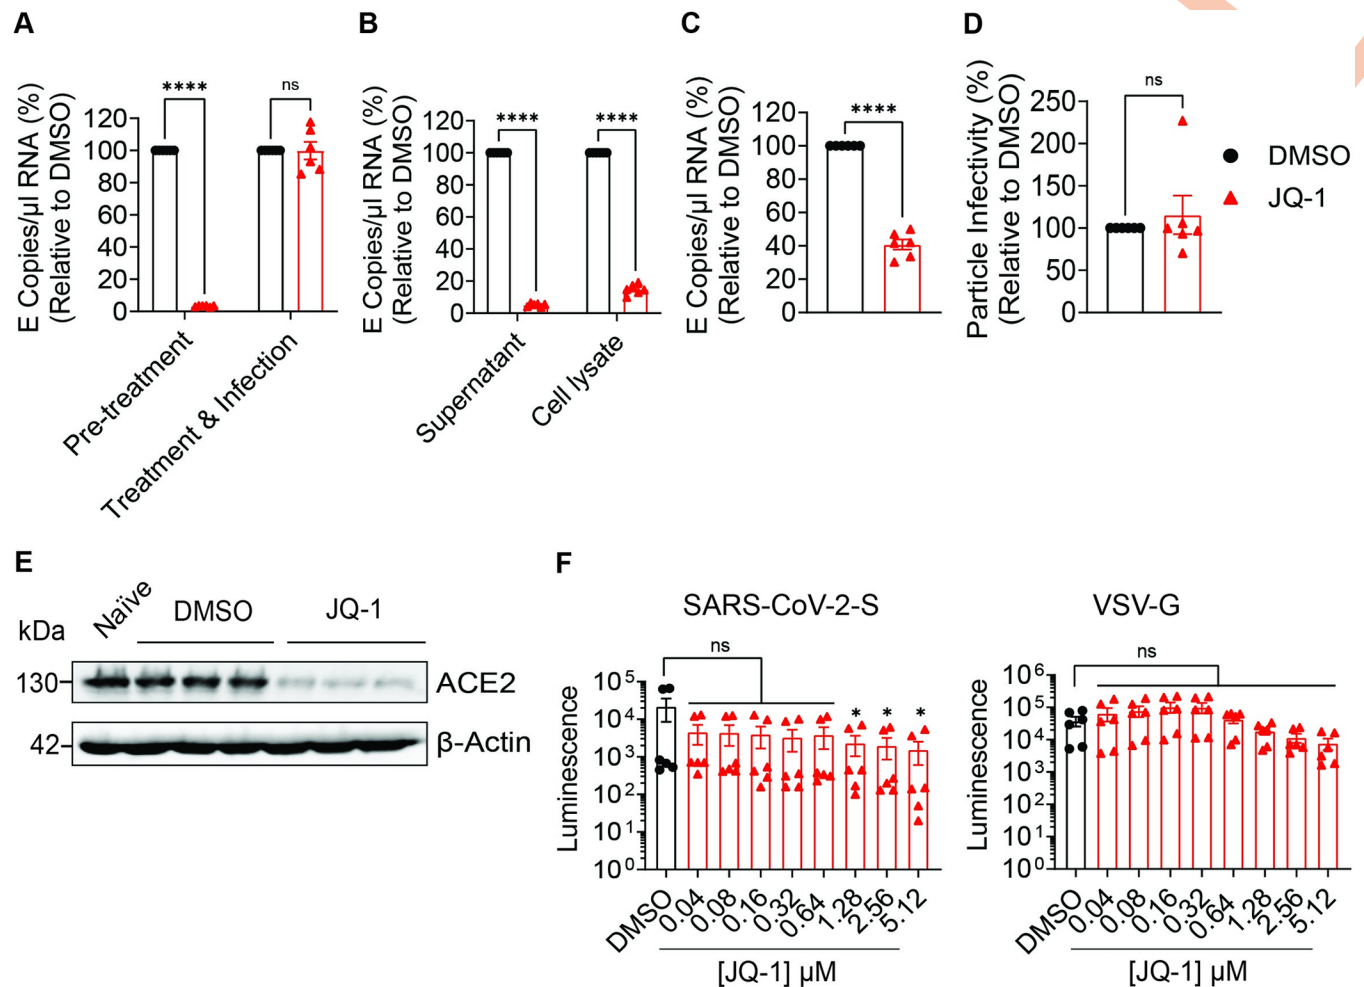 A
B
C
D
E Copies/µl RNA (%)
(Relative to DMSO)
120
100
80
60
40
20
0
****
ns
Pre-treatment
Treatment & Infection
E Copies/µl RNA (%)
(Relative to DMSO)
120
100
80
60
40
20
0
****
****
Supernatant
Cell lysate
E Copies/µl RNA (%)
(Relative to DMSO)
120
100
80
60
40
20
0
****
Particle Infectivity (%)
(Relative to DMSO)
250
200
150
100
50
0
ns
DMSO
JQ-1
E
kDa
Naïve
DMSO
JQ-1
130
ACE2
42
β-Actin
F
SARS-CoV-2-S
ns
Luminescence
10⁵
10⁴
10³
10²
10¹
10⁰
* * *
DMSO
0.04
0.08
0.16
0.32
0.64
1.28
2.56
5.12
[JQ-1] µM
VSV-G
ns
Luminescence
10⁶
10⁵
10⁴
10³
10²
10¹
10⁰
DMSO
0.04
0.08
0.16
0.32
0.64
1.28
2.56
5.12
[JQ-1] µM